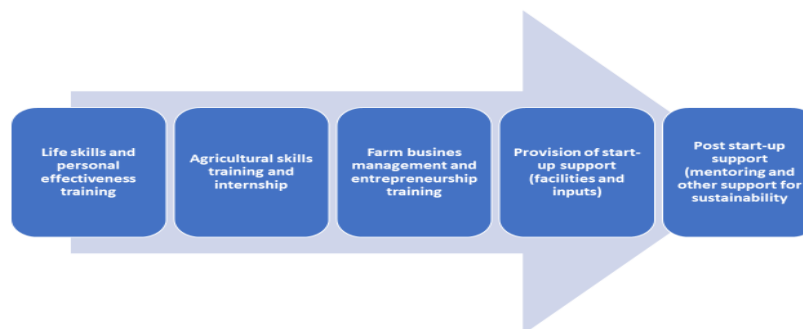 Life skills and
personal
effectiveness
training
Agricultural skills
training and
internship
Farm busines
management and
entrepreneurship
training
Provision of start-
up support
(facilities and
inputs)
Post start-up
support
(mentoring and
other support for
sustainability